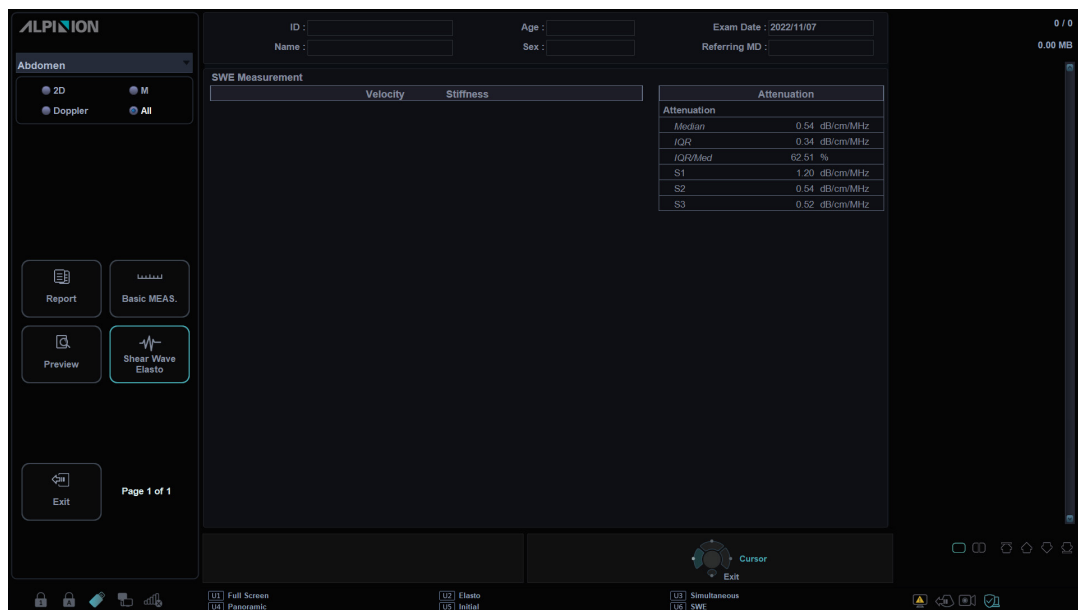 ALPINION
ID :
Age :
Exam Date : 2022/11/07
0 / 0
Name :
Sex :
Referring MD :
0.00 MB
Abdomen
2D
M
Doppler
All
SWE Measurement
Velocity Stiffness
Attenuation
Attenuation
Median 0.54 dB/cm/MHz
IQR 0.34 dB/cm/MHz
IQR/Med 62.51 %
S1 1.20 dB/cm/MHz
S2 0.54 dB/cm/MHz
S3 0.52 dB/cm/MHz
Report
Basic MEAS.
Preview
Shear Wave
Elasto
Exit
Page 1 of 1
Cursor
Exit
U1 Full Screen
U2 Elasto
U3 Simultaneous
U4 Panoramic
U5 Initial
U6 SWE
1
A